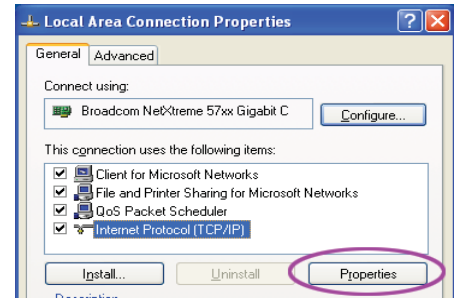 Local Area Connection Properties
General Advanced
Connect using:
Broadcom NetXtreme 57xx Gigabit C Configure...
This connection uses the following items:
Client for Microsoft Networks
File and Printer Sharing for Microsoft Networks
QoS Packet Scheduler
Internet Protocol (TCP/IP)
Install... Uninstall Properties
Description